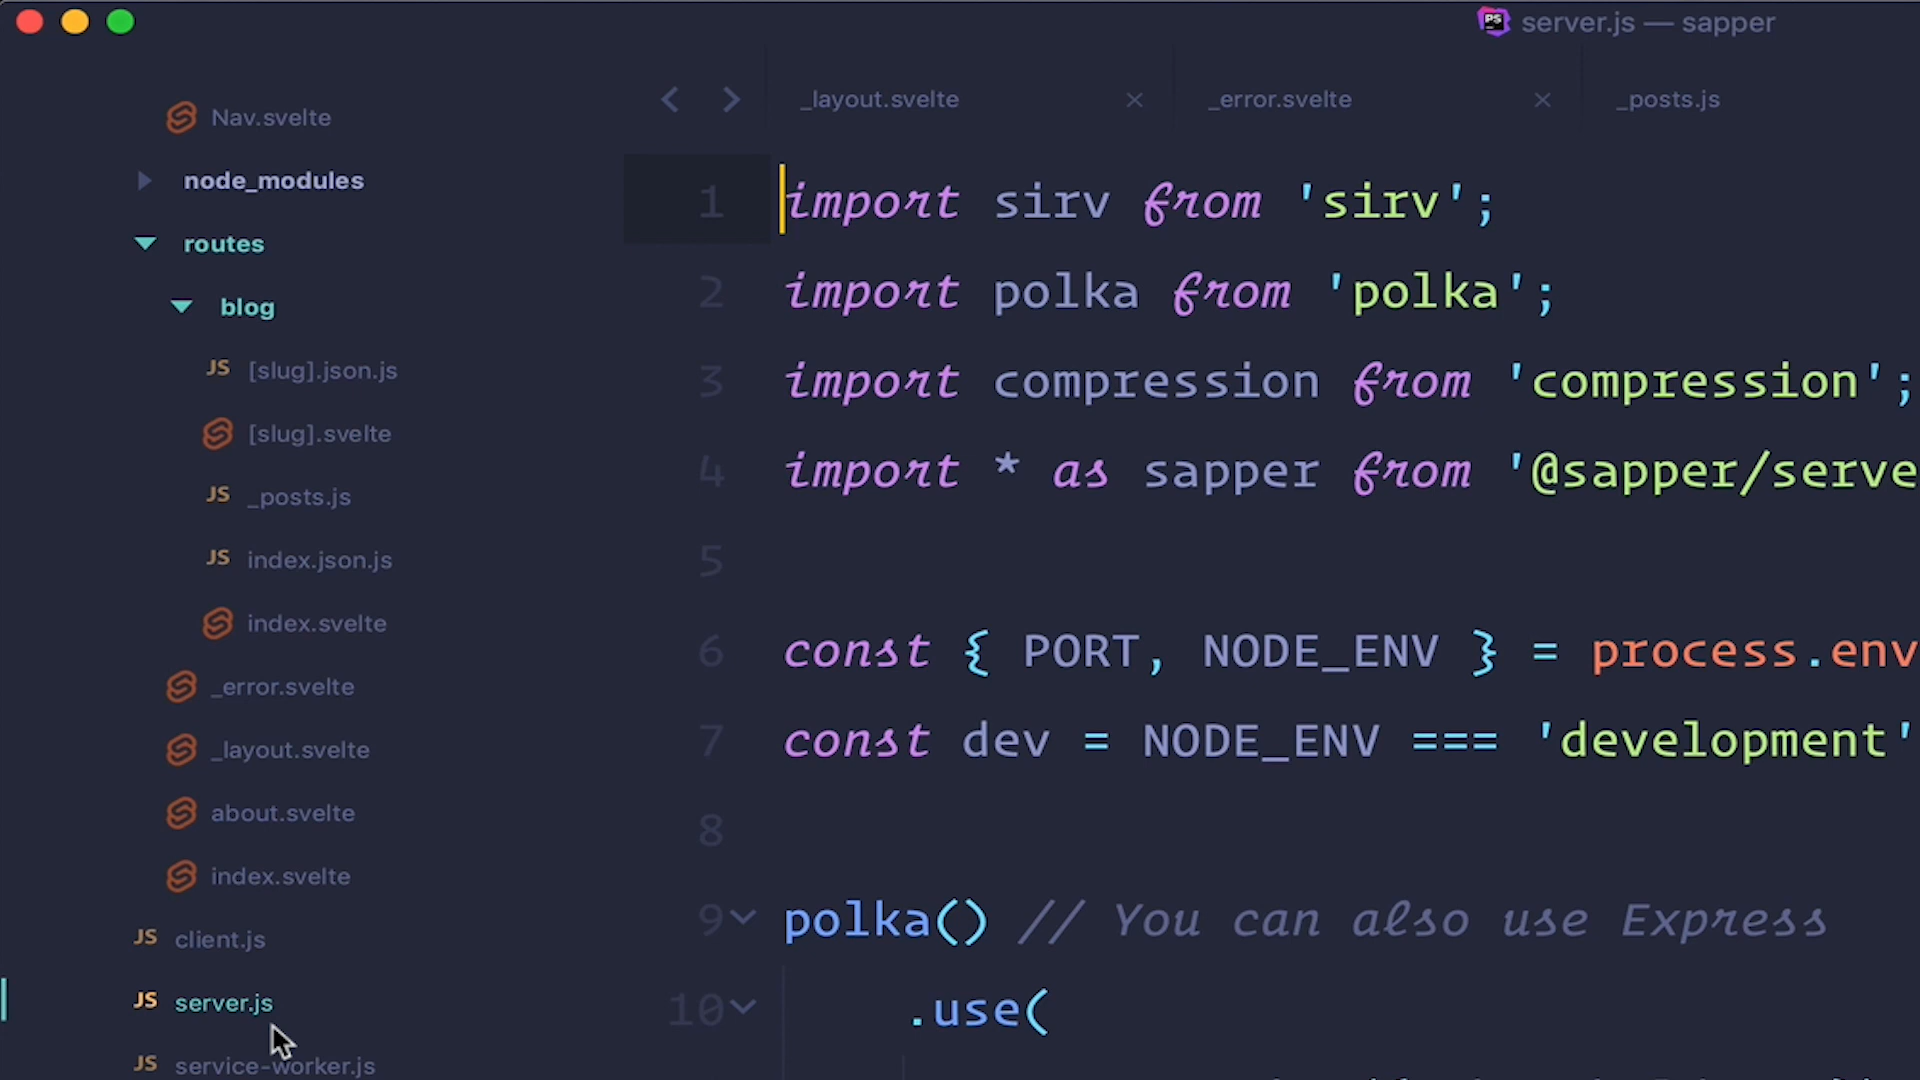 PS server.js — sapper
Nav.svelte
node_modules
routes
blog
JS [slug].json.js
[slug].svelte
JS _posts.js
JS index.json.js
index.svelte
_error.svelte
_layout.svelte
about.svelte
index.svelte
JS client.js
JS server.js
JS service-worker.js
_layout.svelte × _error.svelte × _posts.js
1 import sirv from 'sirv';
2 import polka from 'polka';
3 import compression from 'compression';
4 import * as sapper from '@sapper/serve
5
6 const { PORT, NODE_ENV } = process.env
7 const dev = NODE_ENV === 'development'
8
9 polka() // You can also use Express
10 .use(